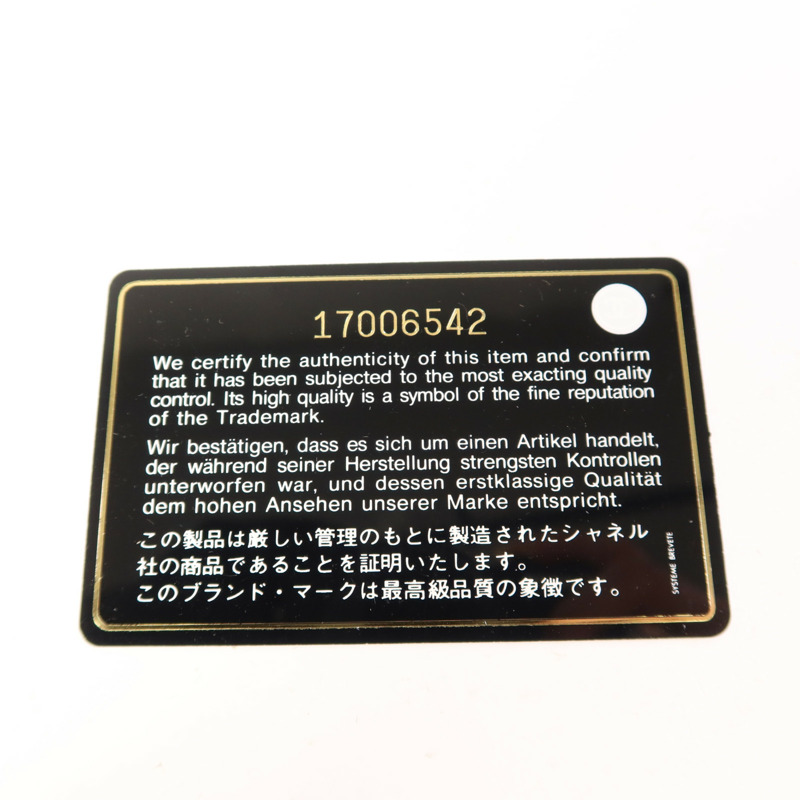 17006542
We certify the authenticity of this item and confirm
that it has been subjected to the most exacting quality
control. Its high quality is a symbol of the fine reputation
of the Trademark.
Wir bestätigen, dass es sich um einen Artikel handelt,
der während seiner Herstellung strengsten Kontrollen
unterworfen war, und dessen erstklassige Qualität
dem hohen Ansehen unserer Marke entspricht.
この製品は厳しい管理のもとに製造されたシャネル
社の商品であることを証明いたします。
このブランド・マークは最高級品質の象徴です。
SYSTEME BREVETE